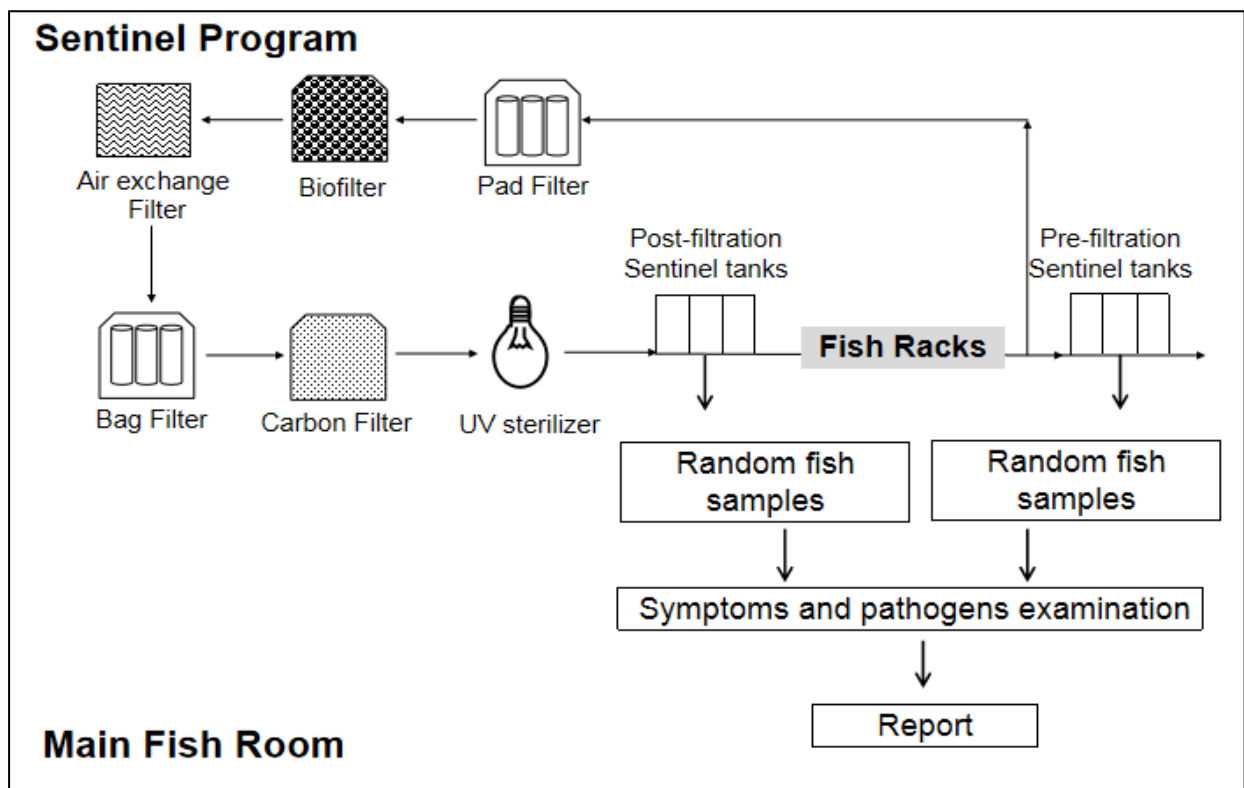 Sentinel Program
Air exchange
Filter
Biofilter
Pad Filter
Post-filtration
Sentinel tanks
Pre-filtration
Sentinel tanks
Bag Filter
Carbon Filter
UV sterilizer
Fish Racks
Random fish
samples
Random fish
samples
Symptoms and pathogens examination
Report
Main Fish Room